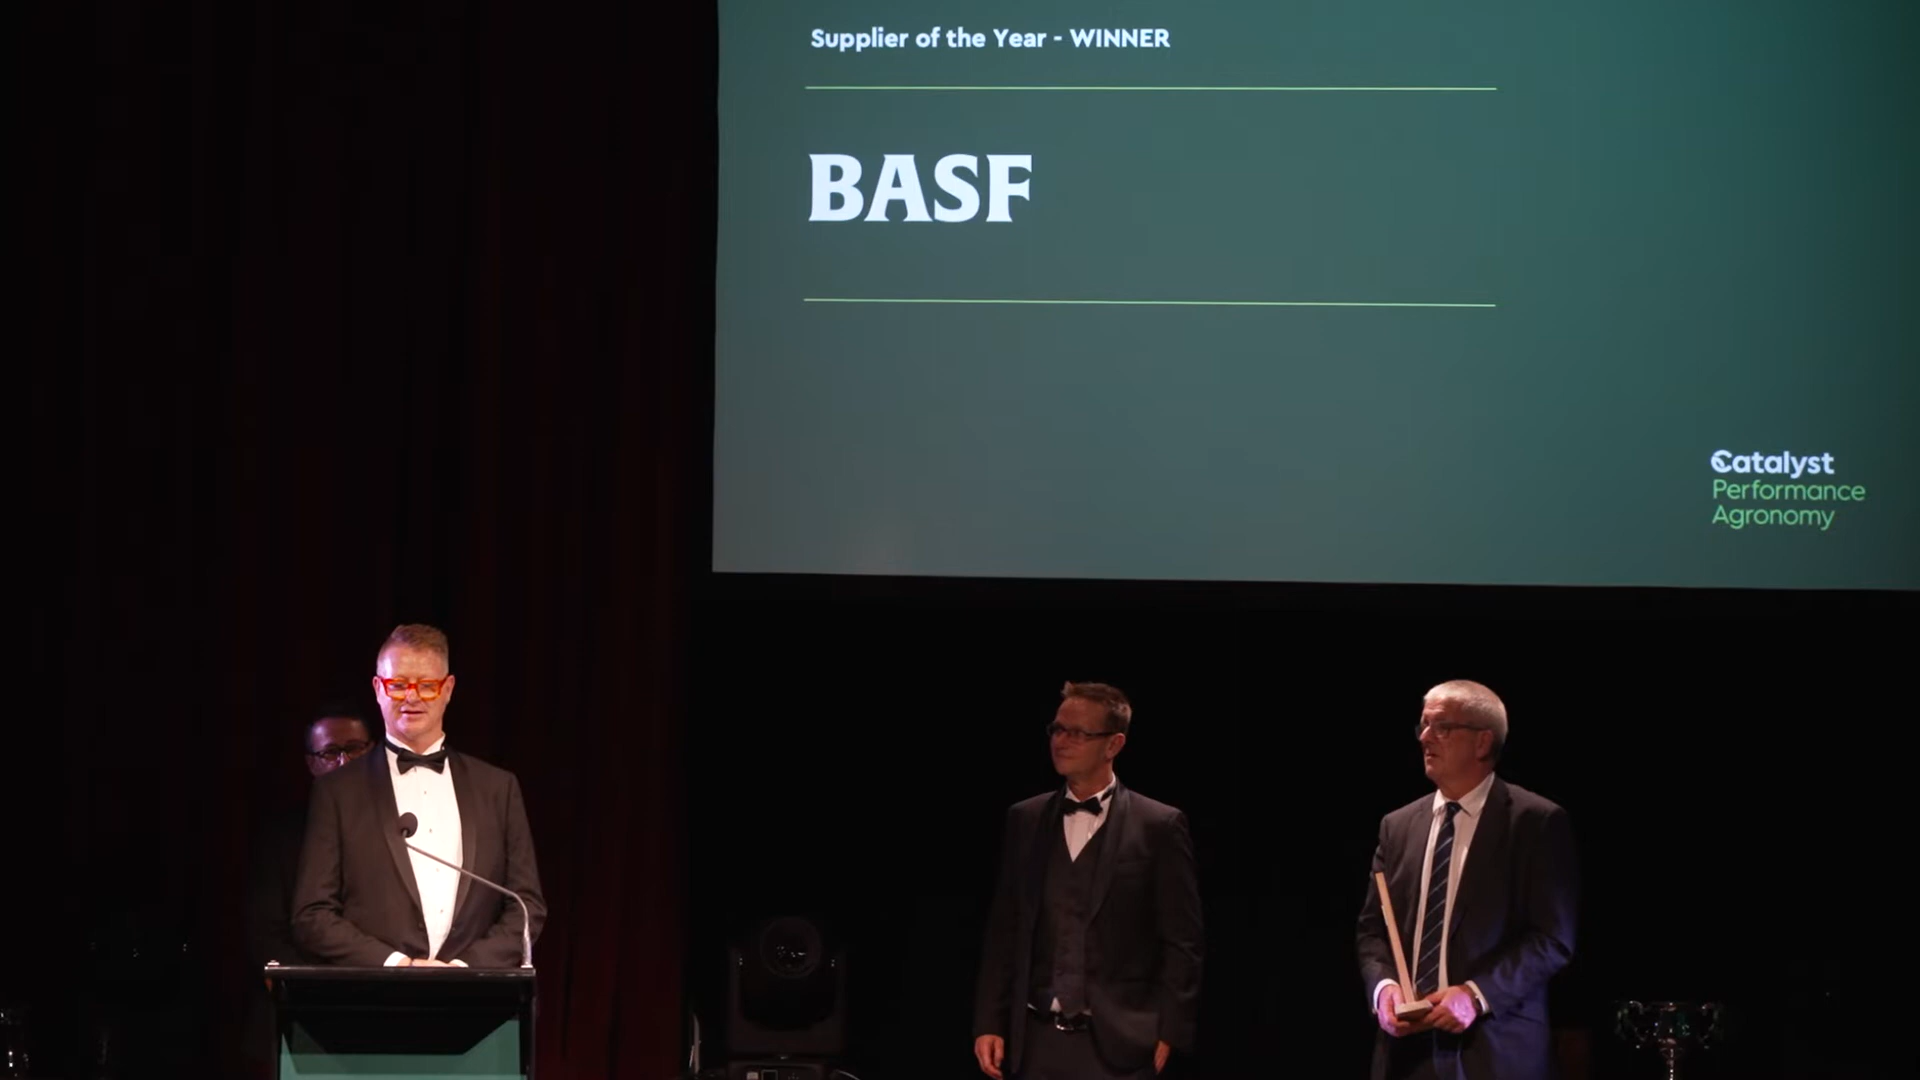 Supplier of the Year - WINNER
BASF
Catalyst
Performance
Agronomy